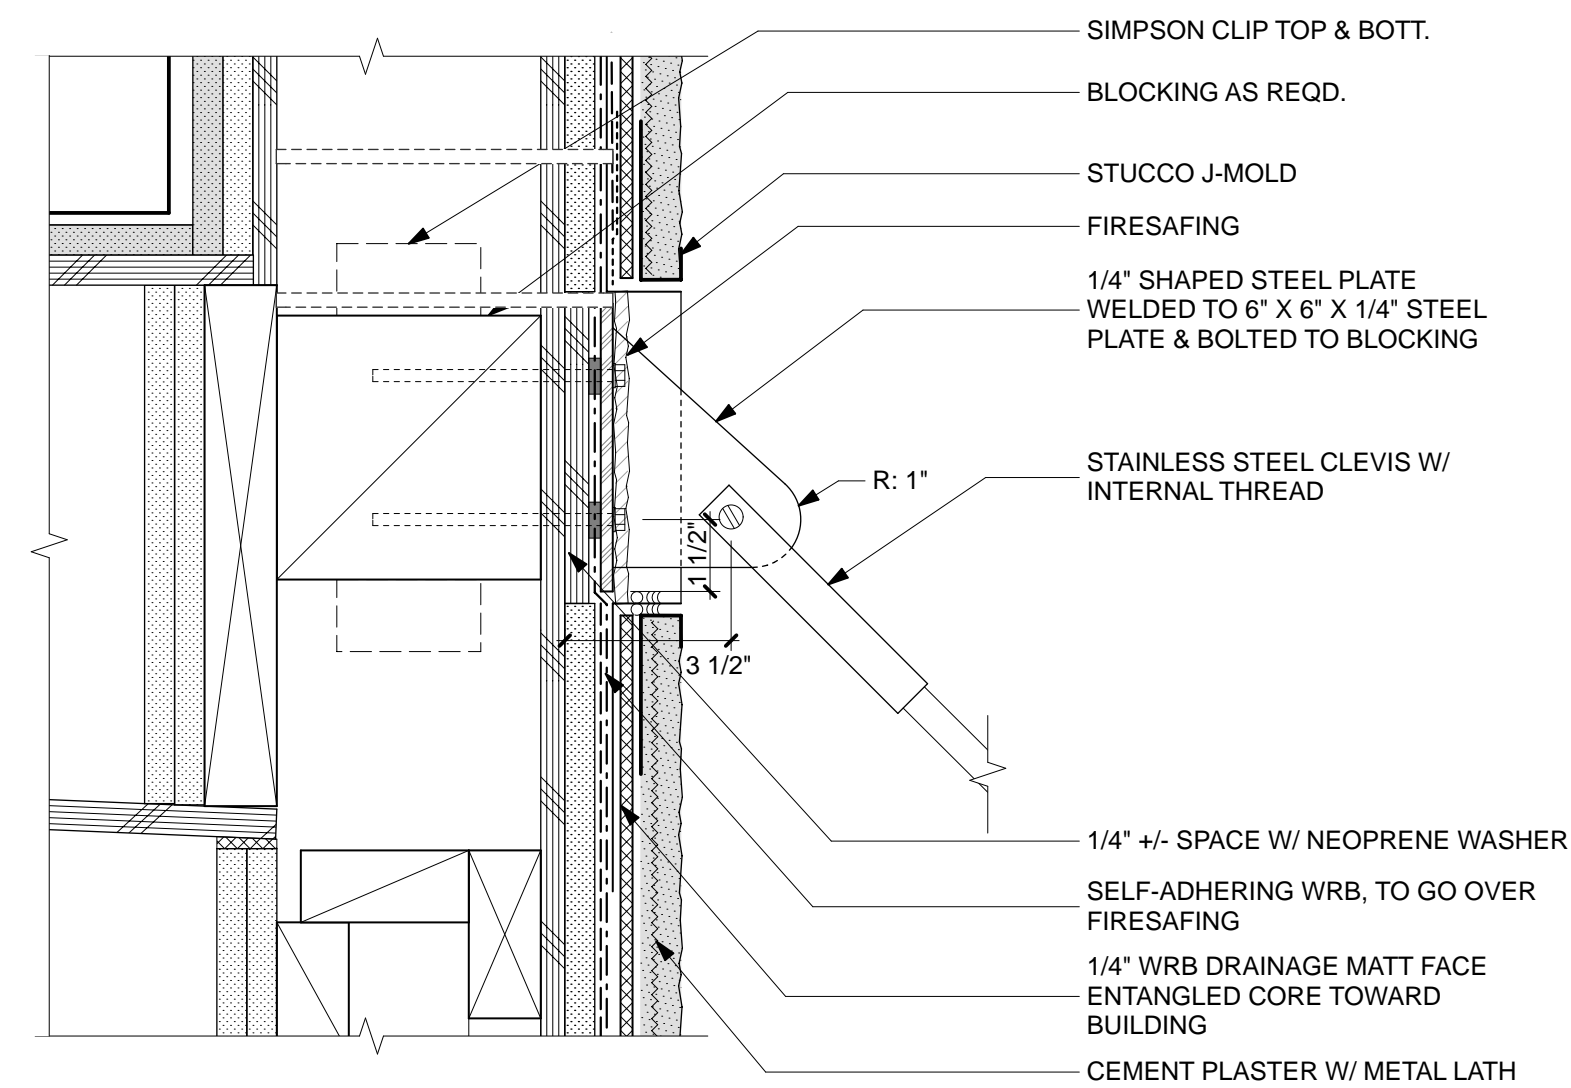 SIMPSON CLIP TOP & BOTT.
BLOCKING AS REQD.
STUCCO J-MOLD
FIRESAFING
1/4" SHAPED STEEL PLATE
WELDED TO 6" X 6" X 1/4" STEEL
PLATE & BOLTED TO BLOCKING
STAINLESS STEEL CLEVIS W/
INTERNAL THREAD
R: 1"
1 1/2"
3 1/2"
1/4" +/- SPACE W/ NEOPRENE WASHER
SELF-ADHERING WRB, TO GO OVER
FIRESAFING
1/4" WRB DRAINAGE MATT FACE
ENTANGLED CORE TOWARD
BUILDING
CEMENT PLASTER W/ METAL LATH